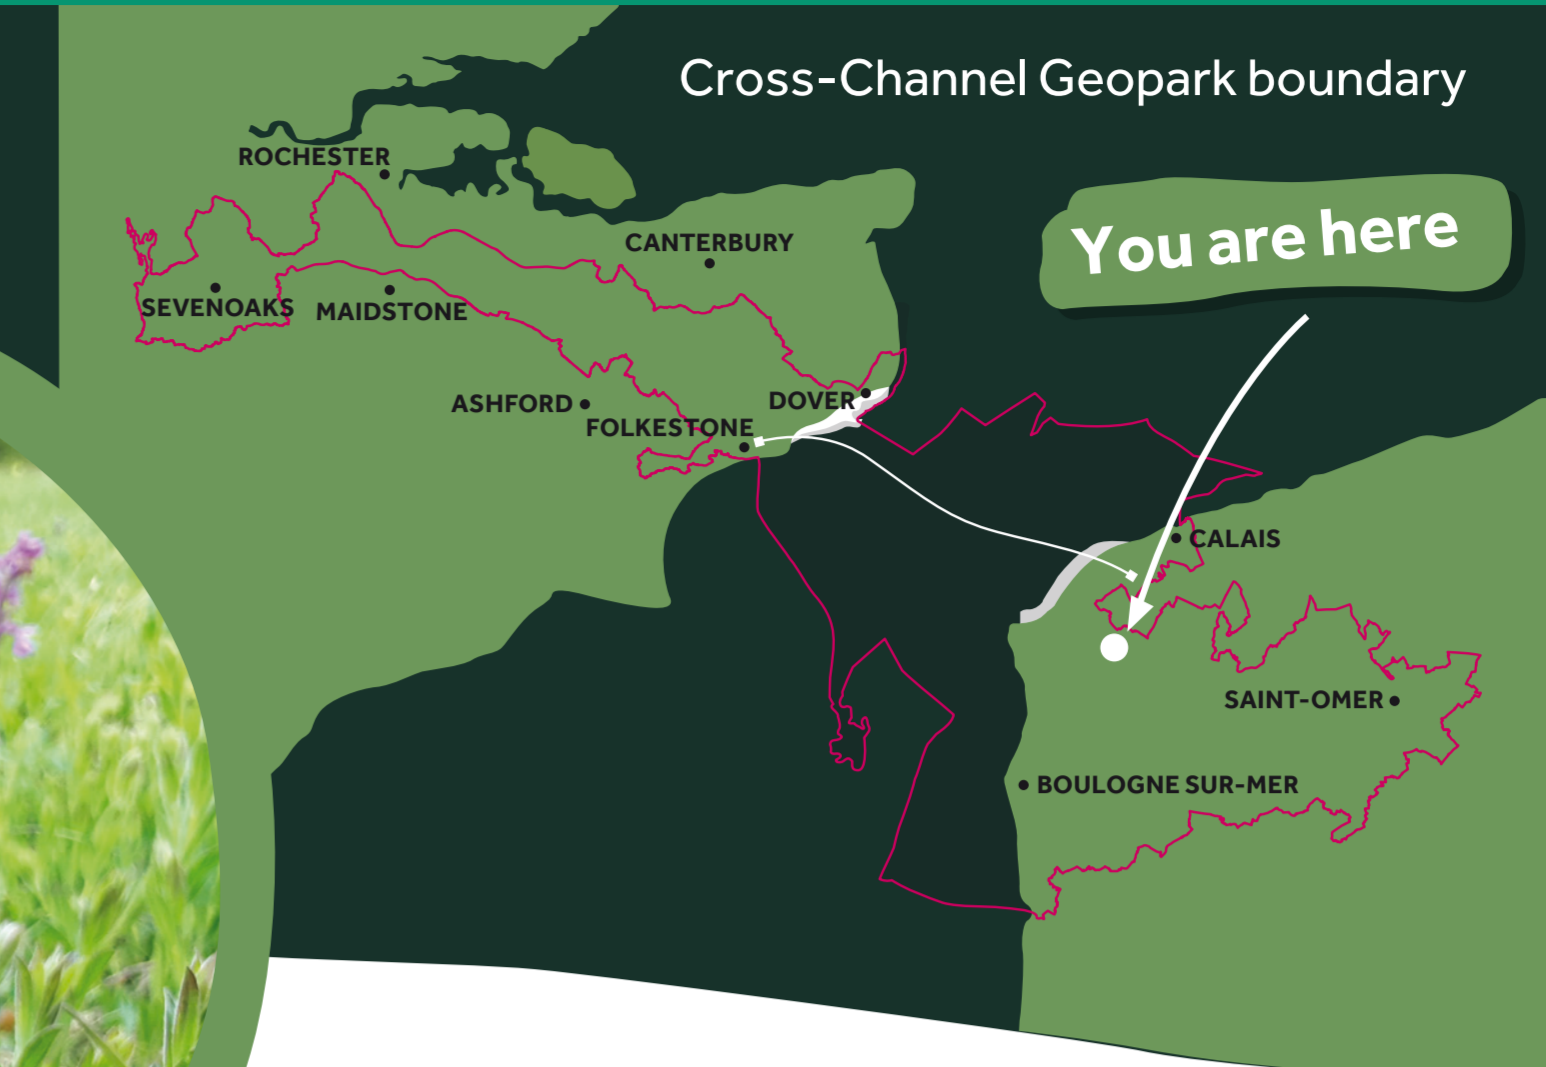 Cross-Channel Geopark boundary
ROCHESTER
You are here
CANTERBURY
SEVENOAKS
MAIDSTONE
ASHFORD
DOVER
FOLKESTONE
CALAIS
SAINT-OMER
BOULOGNE SUR-MER